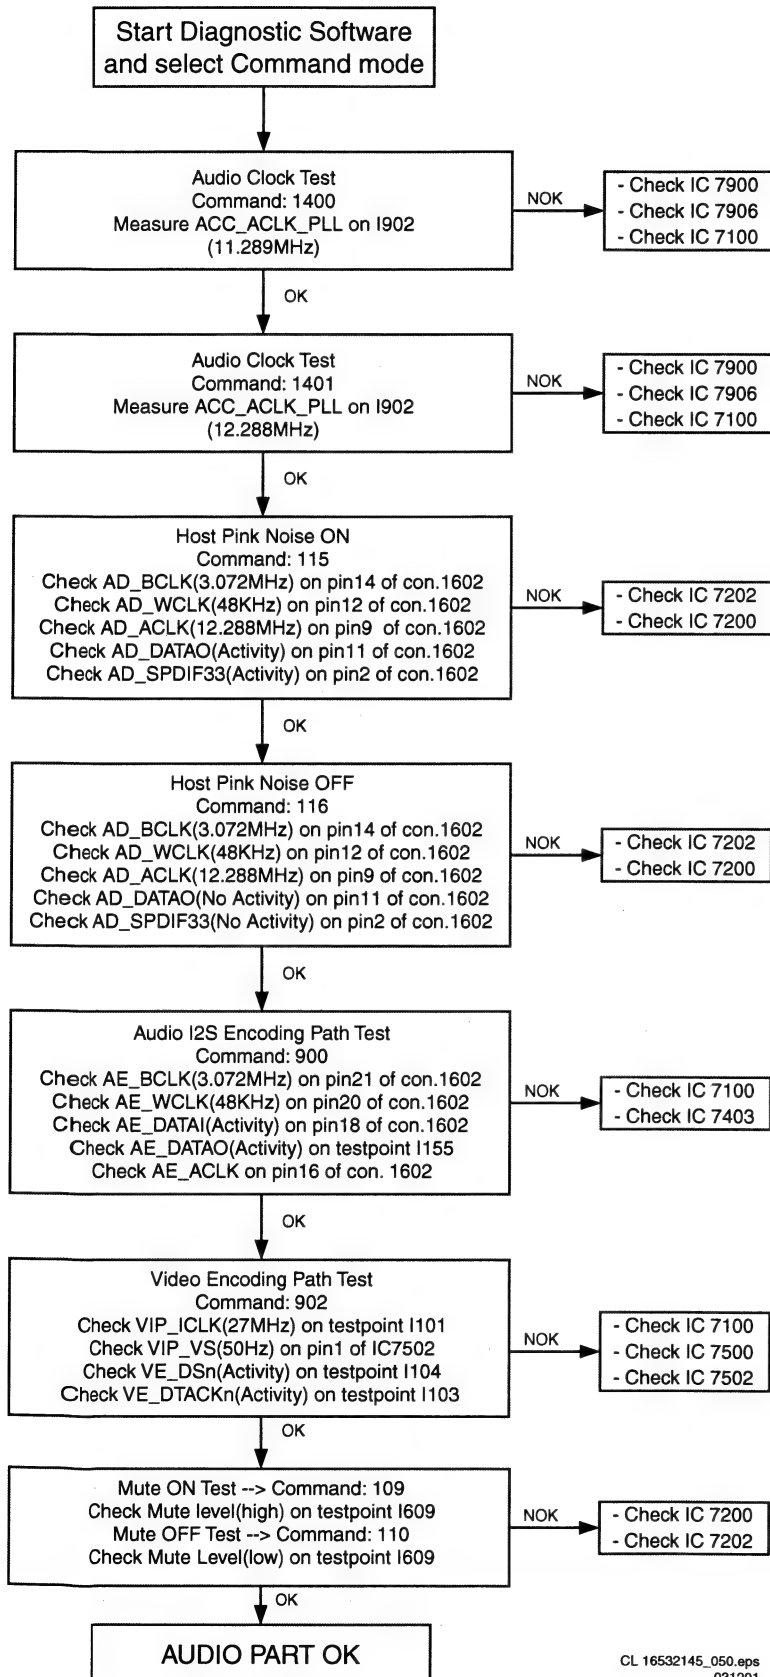 Start Diagnostic Software
and select Command mode
Audio Clock Test
Command: 1400
Measure ACC_ACLK_PLL on I902
(11.289MHz)
NOK
- Check IC 7900
- Check IC 7906
- Check IC 7100
OK
Audio Clock Test
Command: 1401
Measure ACC_ACLK_PLL on I902
(12.288MHz)
NOK
- Check IC 7900
- Check IC 7906
- Check IC 7100
OK
Host Pink Noise ON
Command: 115
Check AD_BCLK(3.072MHz) on pin14 of con.1602
Check AD_WCLK(48KHz) on pin12 of con.1602
Check AD_ACLK(12.288MHz) on pin9 of con.1602
Check AD_DATAO(Activity) on pin11 of con.1602
Check AD_SPDIF33(Activity) on pin2 of con.1602
NOK
- Check IC 7202
- Check IC 7200
OK
Host Pink Noise OFF
Command: 116
Check AD_BCLK(3.072MHz) on pin14 of con.1602
Check AD_WCLK(48KHz) on pin12 of con.1602
Check AD_ACLK(12.288MHz) on pin9 of con.1602
Check AD_DATAO(No Activity) on pin11 of con.1602
Check AD_SPDIF33(No Activity) on pin2 of con.1602
NOK
- Check IC 7202
- Check IC 7200
OK
Audio I2S Encoding Path Test
Command: 900
Check AE_BCLK(3.072MHz) on pin21 of con.1602
Check AE_WCLK(48KHz) on pin20 of con.1602
Check AE_DATAI(Activity) on pin18 of con.1602
Check AE_DATAO(Activity) on testpoint I155
Check AE_ACLK on pin16 of con. 1602
NOK
- Check IC 7100
- Check IC 7403
OK
Video Encoding Path Test
Command: 902
Check VIP_ICLK(27MHz) on testpoint I101
Check VIP_VS(50Hz) on pin1 of IC7502
Check VE_DSn(Activity) on testpoint I104
Check VE_DTACKn(Activity) on testpoint I103
NOK
- Check IC 7100
- Check IC 7500
- Check IC 7502
OK
Mute ON Test --> Command: 109
Check Mute level(high) on testpoint I609
Mute OFF Test --> Command: 110
Check Mute Level(low) on testpoint I609
NOK
- Check IC 7200
- Check IC 7202
OK
AUDIO PART OK
CL 16532145_050.eps
031201